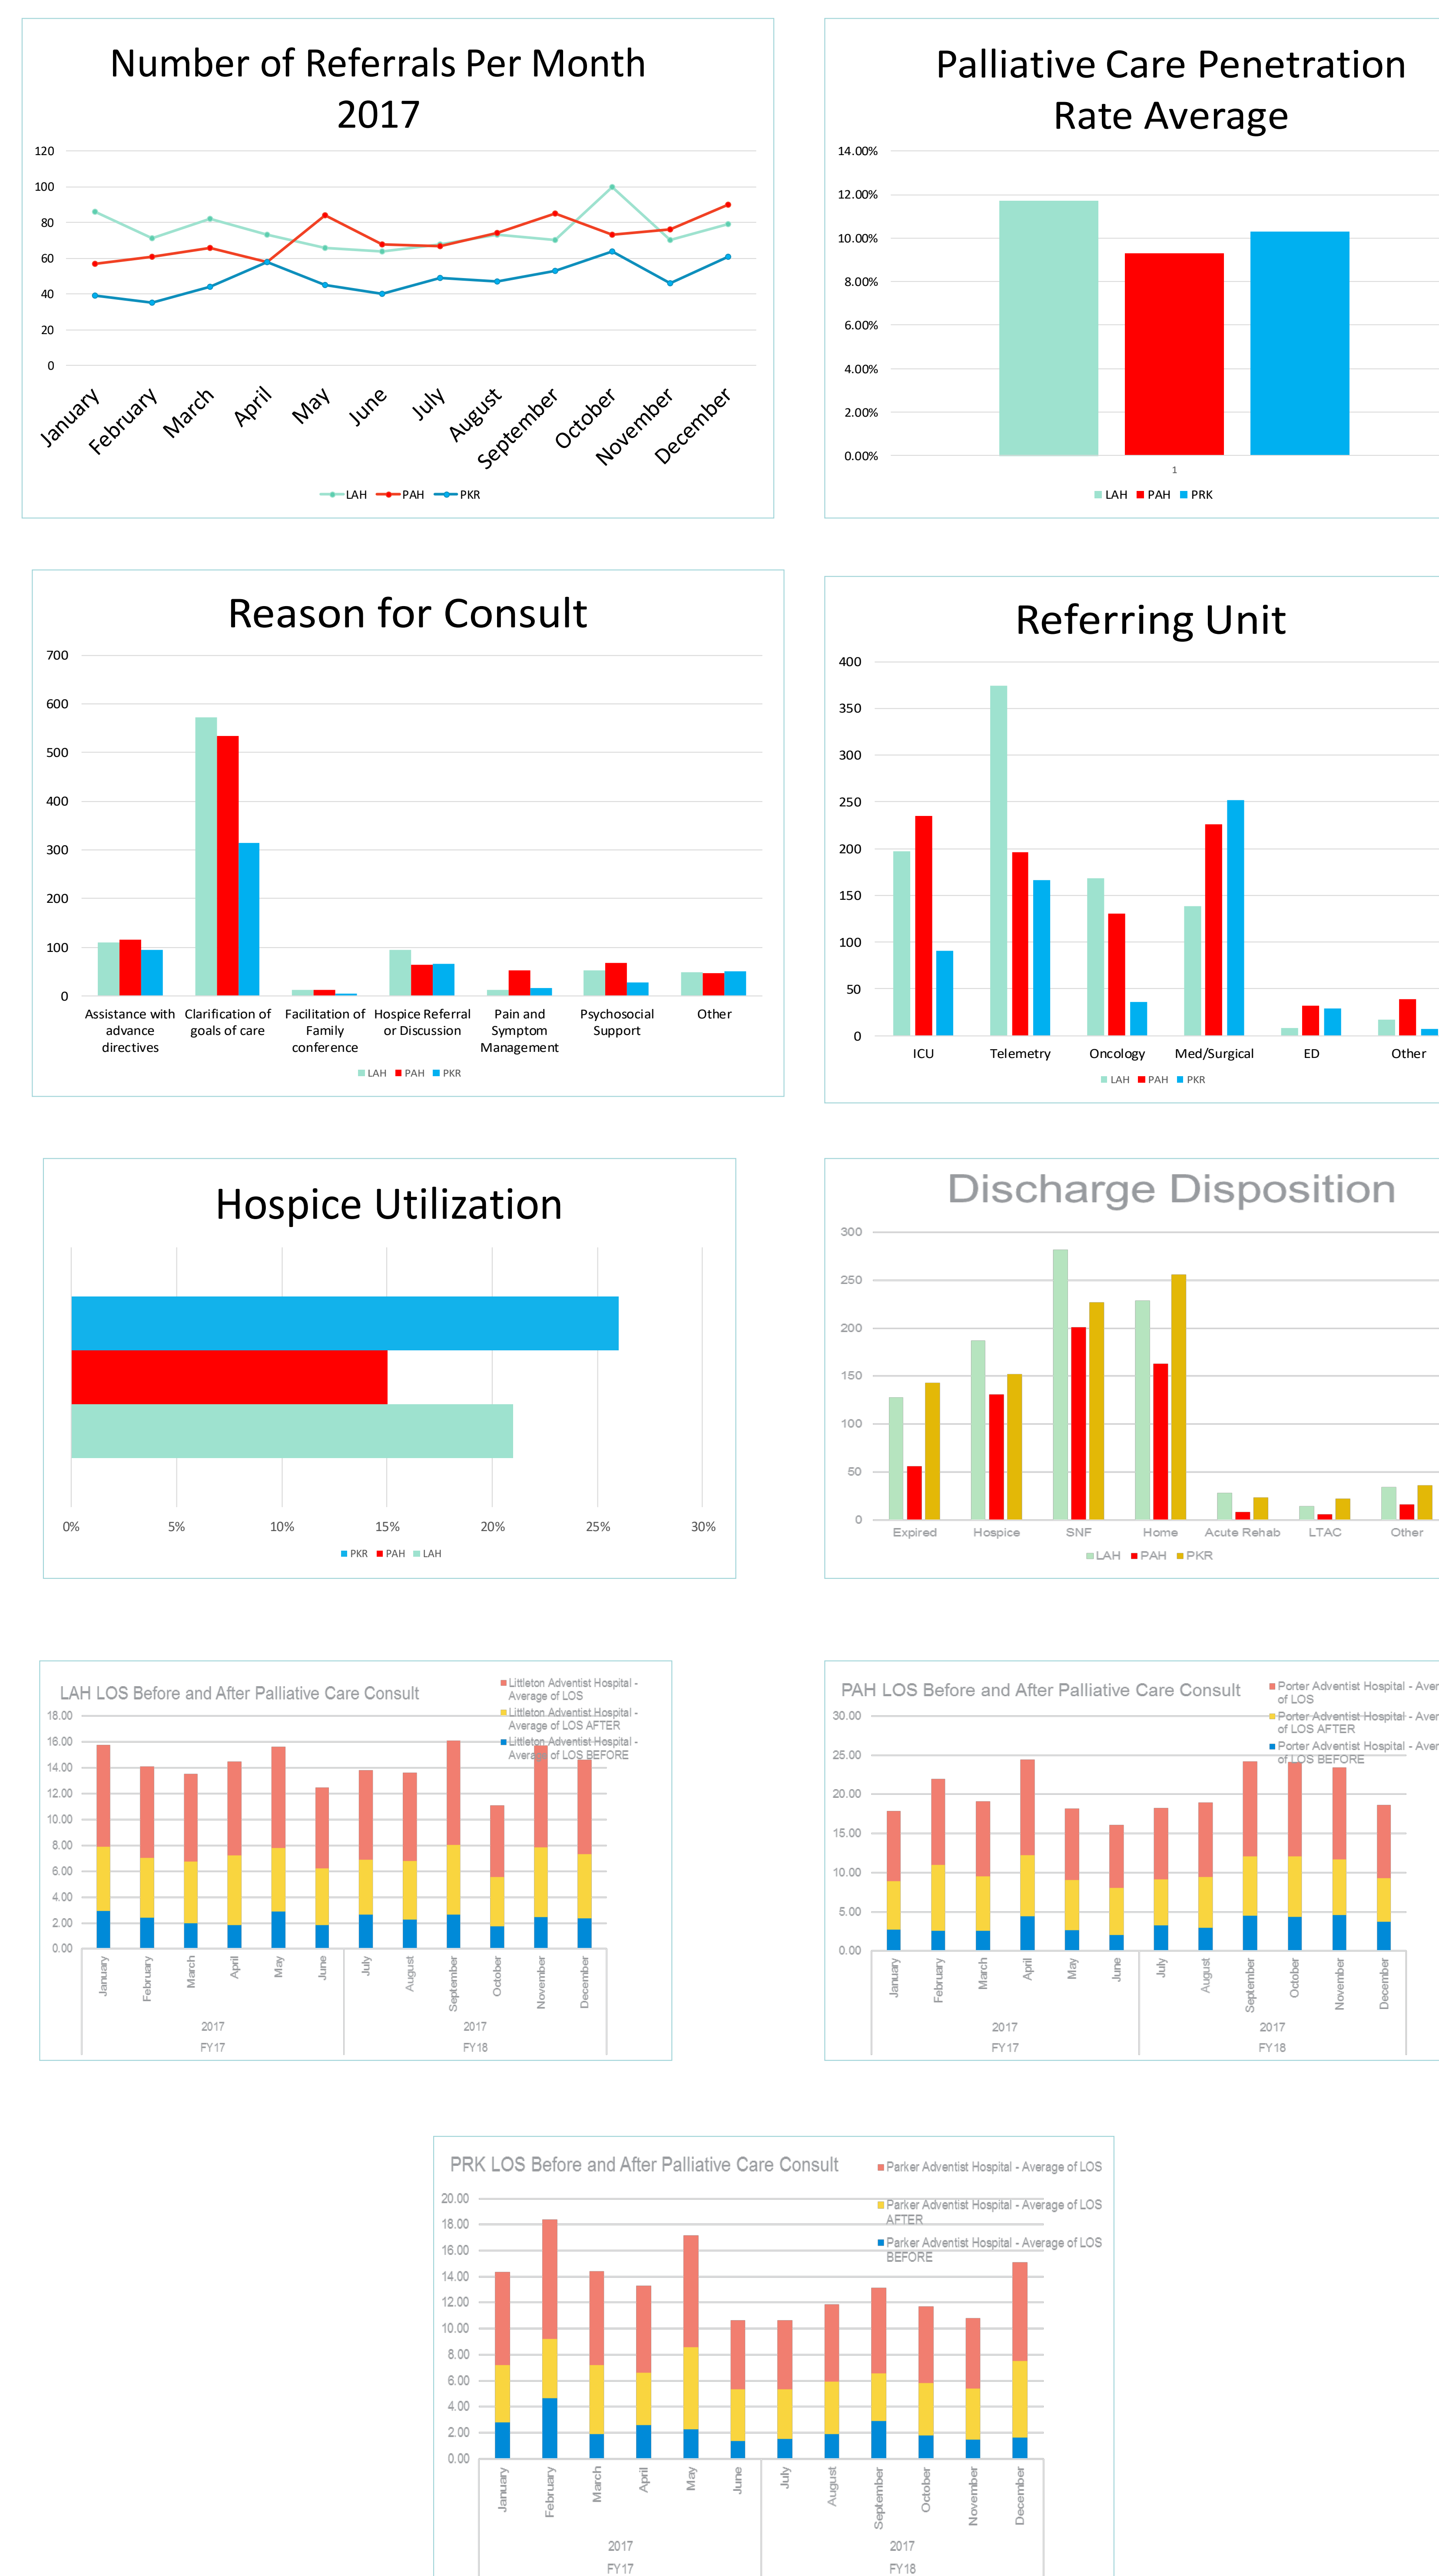 Number of Referrals Per Month
2017
120
100
80
60
40
20
0
January
February
March
April
May
June
July
August
September
October
November
December
LAH PAH PKR
Palliative Care Penetration
Rate Average
14.00%
12.00%
10.00%
8.00%
6.00%
4.00%
2.00%
0.00%
1
LAH PAH PRK
Reason for Consult
700
600
500
400
300
200
100
0
Assistance with advance directives
Clarification of goals of care
Facilitation of Family conference
Hospice Referral or Discussion
Pain and Symptom Management
Psychosocial Support
Other
LAH PAH PKR
Referring Unit
400
350
300
250
200
150
100
50
0
ICU Telemetry Oncology Med/Surgical ED Other
LAH PAH PKR
Hospice Utilization
0% 5% 10% 15% 20% 25% 30%
PKR PAH LAH
Discharge Disposition
300
250
200
150
100
50
0
Expired Hospice SNF Home Acute Rehab LTAC Other
LAH PAH PKR
LAH LOS Before and After Palliative Care Consult
Littleton Adventist Hospital -
Average of LOS
Littleton Adventist Hospital -
Average of LOS AFTER
Littleton Adventist Hospital -
Average of LOS BEFORE
18.00
16.00
14.00
12.00
10.00
8.00
6.00
4.00
2.00
0.00
January
February
March
April
May
June
July
August
September
October
November
December
2017 2017
FY17 FY18
PAH LOS Before and After Palliative Care Consult
Porter Adventist Hospital - Aver
of LOS
Porter Adventist Hospital - Aver
of LOS AFTER
Porter Adventist Hospital - Aver
of LOS BEFORE
30.00
25.00
20.00
15.00
10.00
5.00
0.00
January
February
March
April
May
June
July
August
September
October
November
December
2017 2017
FY17 FY18
PRK LOS Before and After Palliative Care Consult
Parker Adventist Hospital - Average of LOS
Parker Adventist Hospital - Average of LOS
AFTER
Parker Adventist Hospital - Average of LOS
BEFORE
20.00
18.00
16.00
14.00
12.00
10.00
8.00
6.00
4.00
2.00
0.00
January
February
March
April
May
June
July
August
September
October
November
December
2017 2017
FY17 FY18